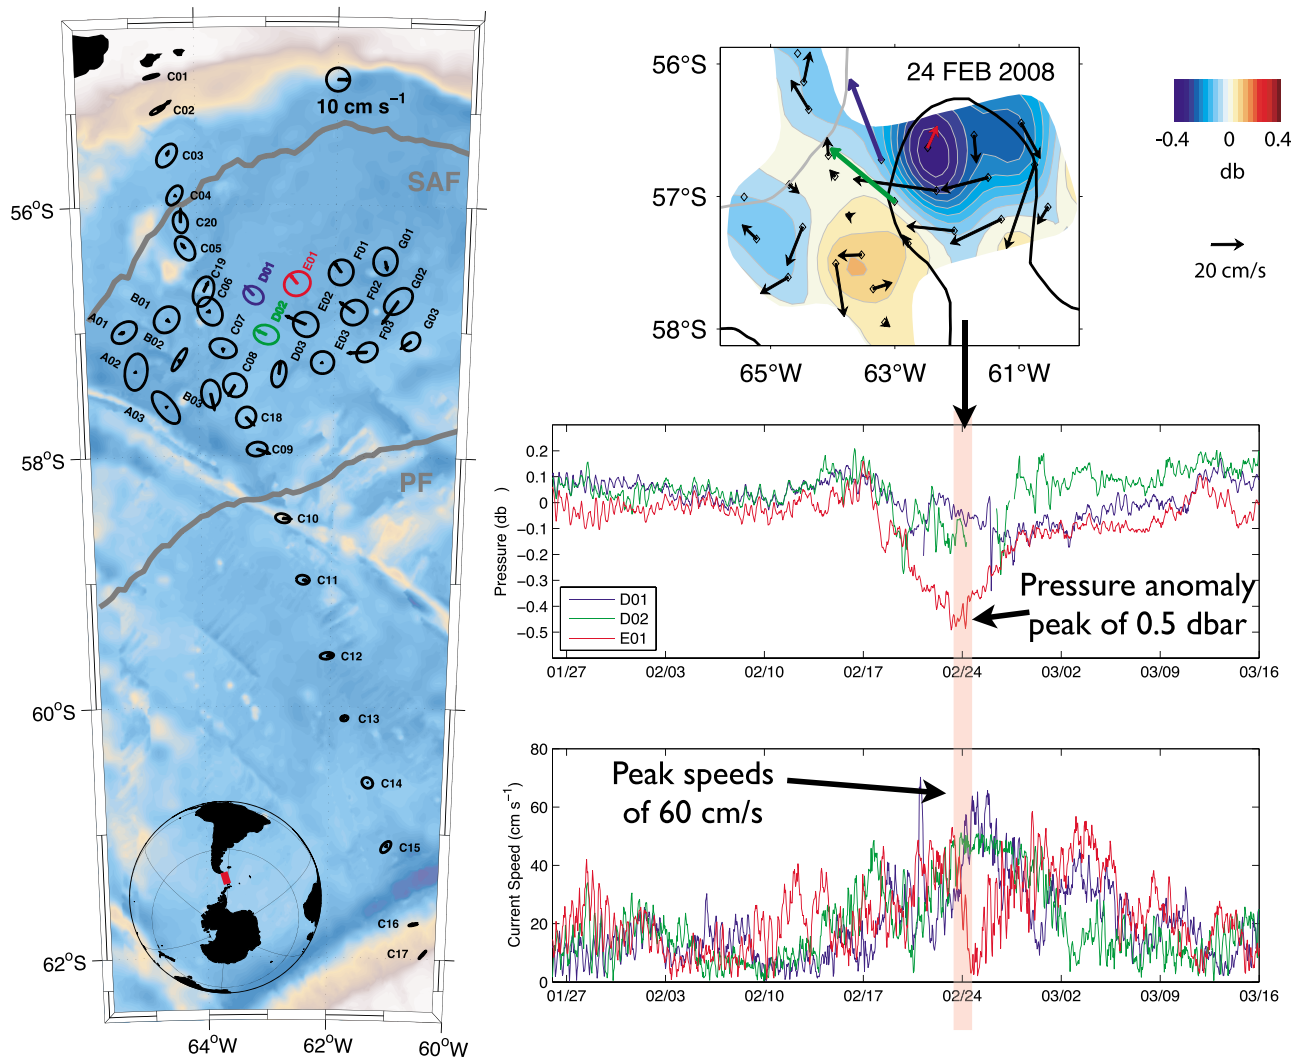 C01
C02
10 cm s⁻¹
C03
SAF
C04
56°S
C20
C05
C19
C06
D01
E01
F01
G01
G02
B01
A01
B02
A02
C07
D02
E02
F02
F03
G03
C08
D03
E03
B03
A03
C18
C09
58°S
PF
C10
C11
C12
60°S
C13
C14
C15
C16
C17
62°S
64°W
62°W
60°W
24 FEB 2008
56°S
57°S
58°S
65°W
63°W
61°W
-0.4 0 0.4
db
20 cm/s
Pressure (db )
0.2
0.1
0
−0.1
−0.2
−0.3
−0.4
−0.5
D01
D02
E01
Pressure anomaly
peak of 0.5 dbar
01/27 02/03 02/10 02/17 02/24 03/02 03/09 03/16
Current Speed (cm s⁻¹)
80
60
40
20
0
Peak speeds
of 60 cm/s
01/27 02/03 02/10 02/17 02/24 03/02 03/09 03/16